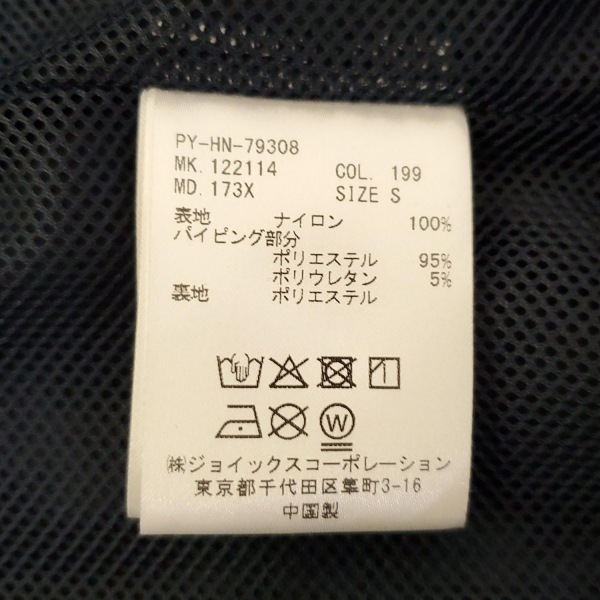 PY-HN-79308
MK. 122114 COL. 199
MD. 173X SIZE S
表地 ナイロン 100%
パイピング部分
ポリエステル 95%
ポリウレタン 5%
裏地 ポリエステル
W
㈱ジョイックスコーポレーション
東京都千代田区隼町3-16
中国製